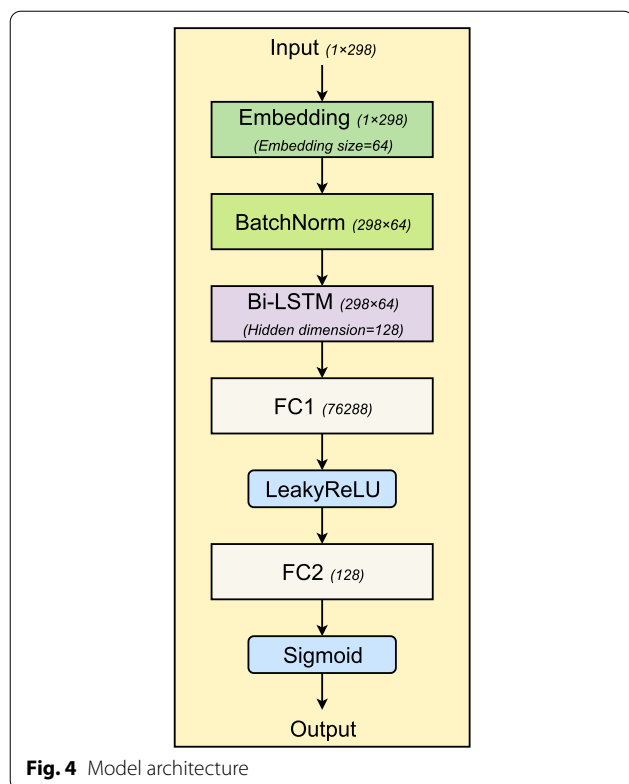 Input (1×298)
Embedding (1×298)
(Embedding size=64)
BatchNorm (298×64)
Bi-LSTM (298×64)
(Hidden dimension=128)
FC1 (76288)
LeakyReLU
FC2 (128)
Sigmoid
Output
Fig. 4 Model architecture